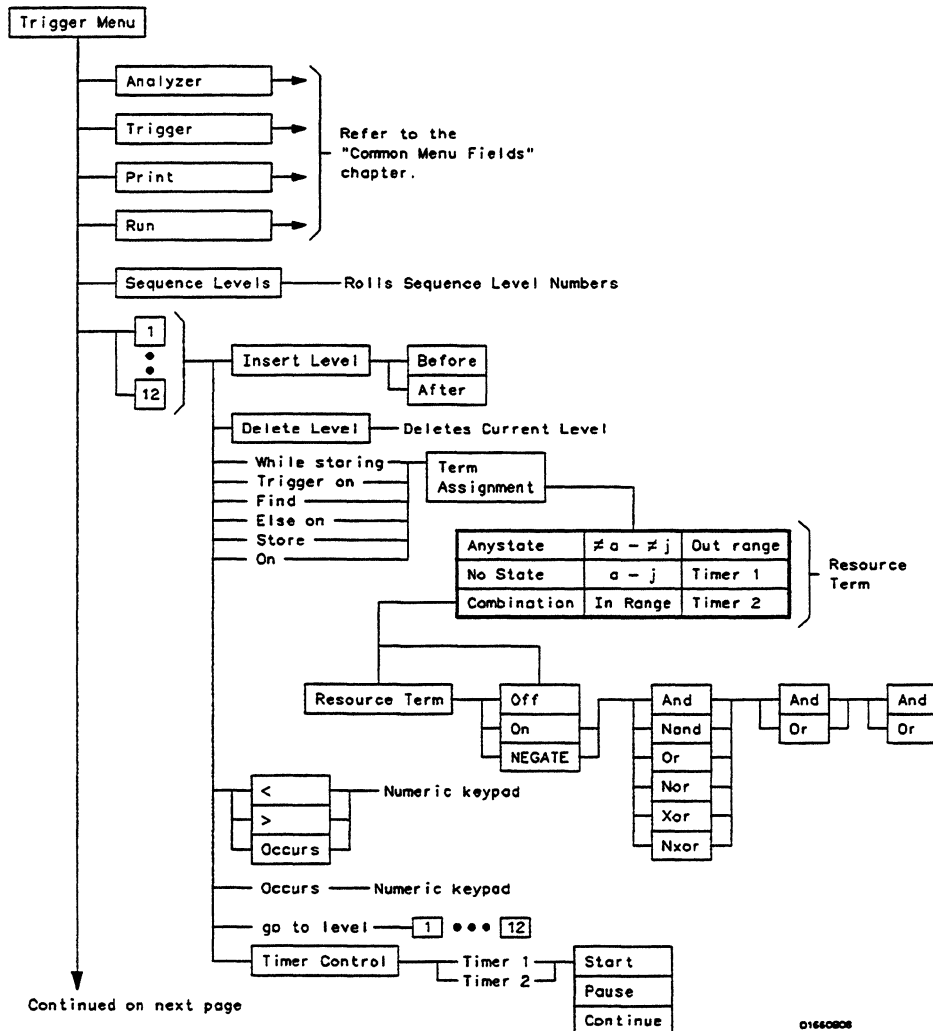 Trigger Menu
Analyzer
Trigger
Print
Run
Refer to the
"Common Menu Fields"
chapter.
Sequence Levels
Rolls Sequence Level Numbers
1
12
Insert Level
Before
After
Delete Level
Deletes Current Level
While storing
Trigger on
Find
Else on
Store
On
Term
Assignment
Anystate ≠ a – ≠ j Out range
No State a – j Timer 1
Combination In Range Timer 2
Resource
Term
Resource Term
Off
On
NEGATE
And
Nand
Or
Nor
Xor
Nxor
And
Or
And
Or
<
>
Occurs
Numeric keypad
Occurs
Numeric keypad
go to level 1 ••• 12
Timer Control
Timer 1
Timer 2
Start
Pause
Continue
Continued on next page
01660B08